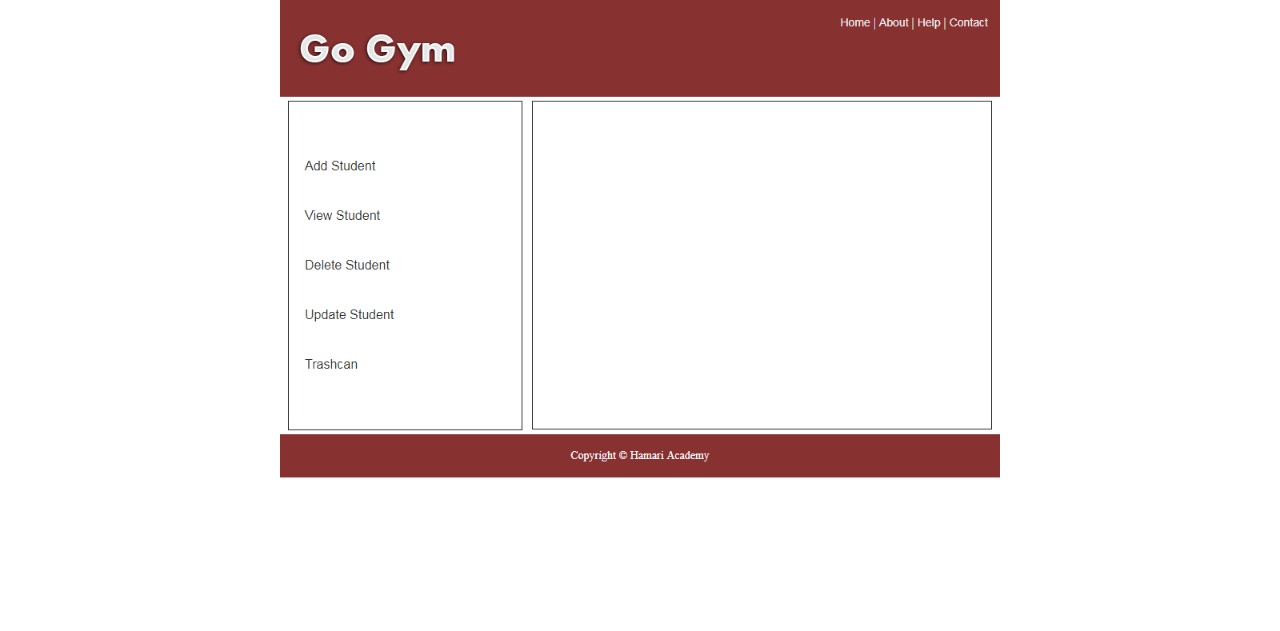 Home | About | Help | Contact
Go Gym
Add Student
View Student
Delete Student
Update Student
Trashcan
Copyright © Hamari Academy